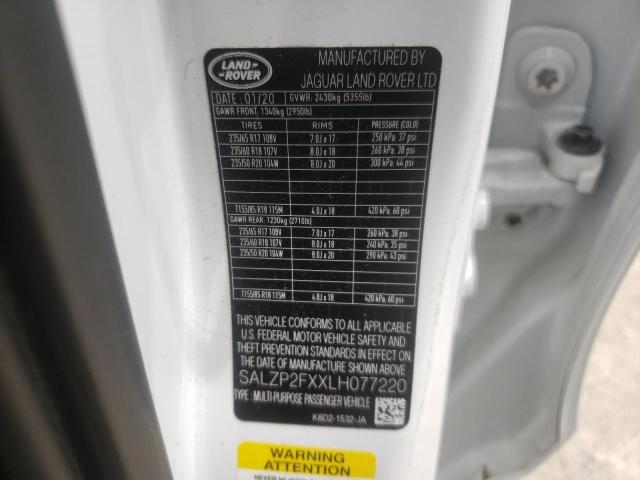 LAND ROVER
MANUFACTURED BY
JAGUAR LAND ROVER LTD
DATE : 01/20 GVWR: 2430kg (5355lb)
GAWR FRONT: 1340kg (2950lb)
TIRES RIMS PRESSURE (COLD)
235/65 R17 108V 7.0J x 17 250 kPa, 37 psi
235/60 R18 107V 8.0J x 18 260 kPa, 38 psi
235/50 R20 104W 8.0J x 20 300 kPa, 44 psi
T155/85 R18 115M 4.0J x 18 420 kPa, 60 psi
GAWR REAR: 1230kg (2710lb)
235/65 R17 108V 7.0J x 17 260 kPa, 38 psi
235/60 R18 107V 8.0J x 18 240 kPa, 35 psi
235/50 R20 104W 8.0J x 20 290 kPa, 43 psi
T155/85 R18 115M 4.0J x 18 420 kPa, 60 psi
THIS VEHICLE CONFORMS TO ALL APPLICABLE
U.S. FEDERAL MOTOR VEHICLE SAFETY AND
THEFT PREVENTION STANDARDS IN EFFECT ON
THE DATE OF MANUFACTURE SHOWN ABOVE
SALZP2FXXLH077220
TYPE: MULTI-PURPOSE PASSENGER VEHICLE
K8D2-1532-JA
WARNING
ATTENTION